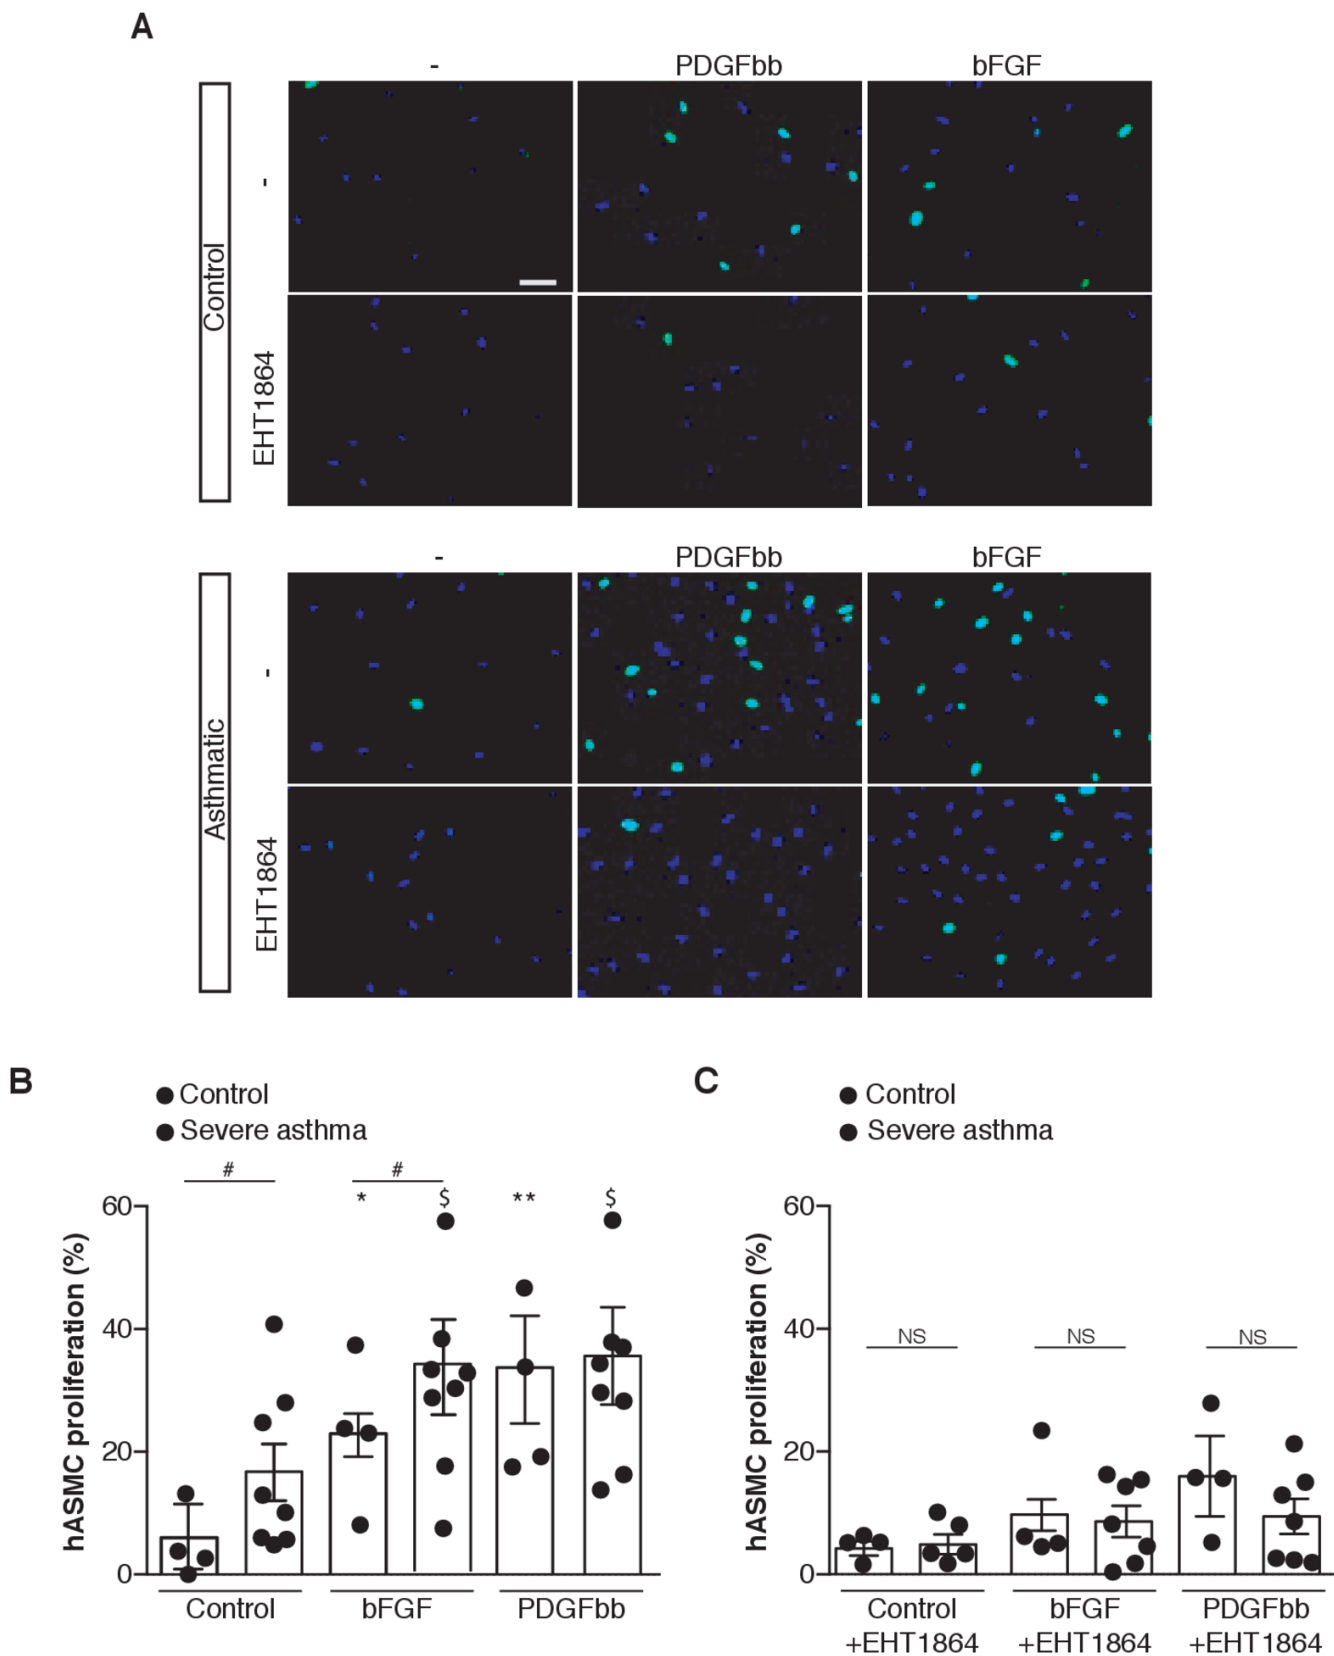 A
- PDGFbb bFGF
Control
-
EHT1864
- PDGFbb bFGF
Asthmatic
-
EHT1864
B
Control
Severe asthma
# #
* $ ** $
hASMC proliferation (%)
60
40
20
0
Control bFGF PDGFbb
C
Control
Severe asthma
hASMC proliferation (%)
60
40
20
0
NS NS NS
Control bFGF PDGFbb
+EHT1864 +EHT1864 +EHT1864